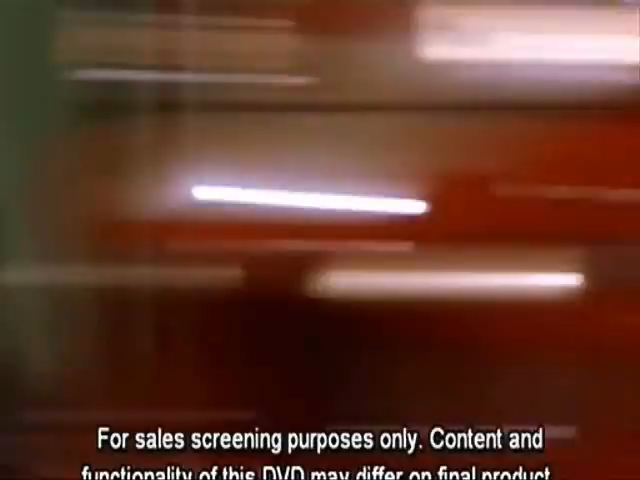 For sales screening purposes only. Content and
functionality of this DVD may differ on final product.